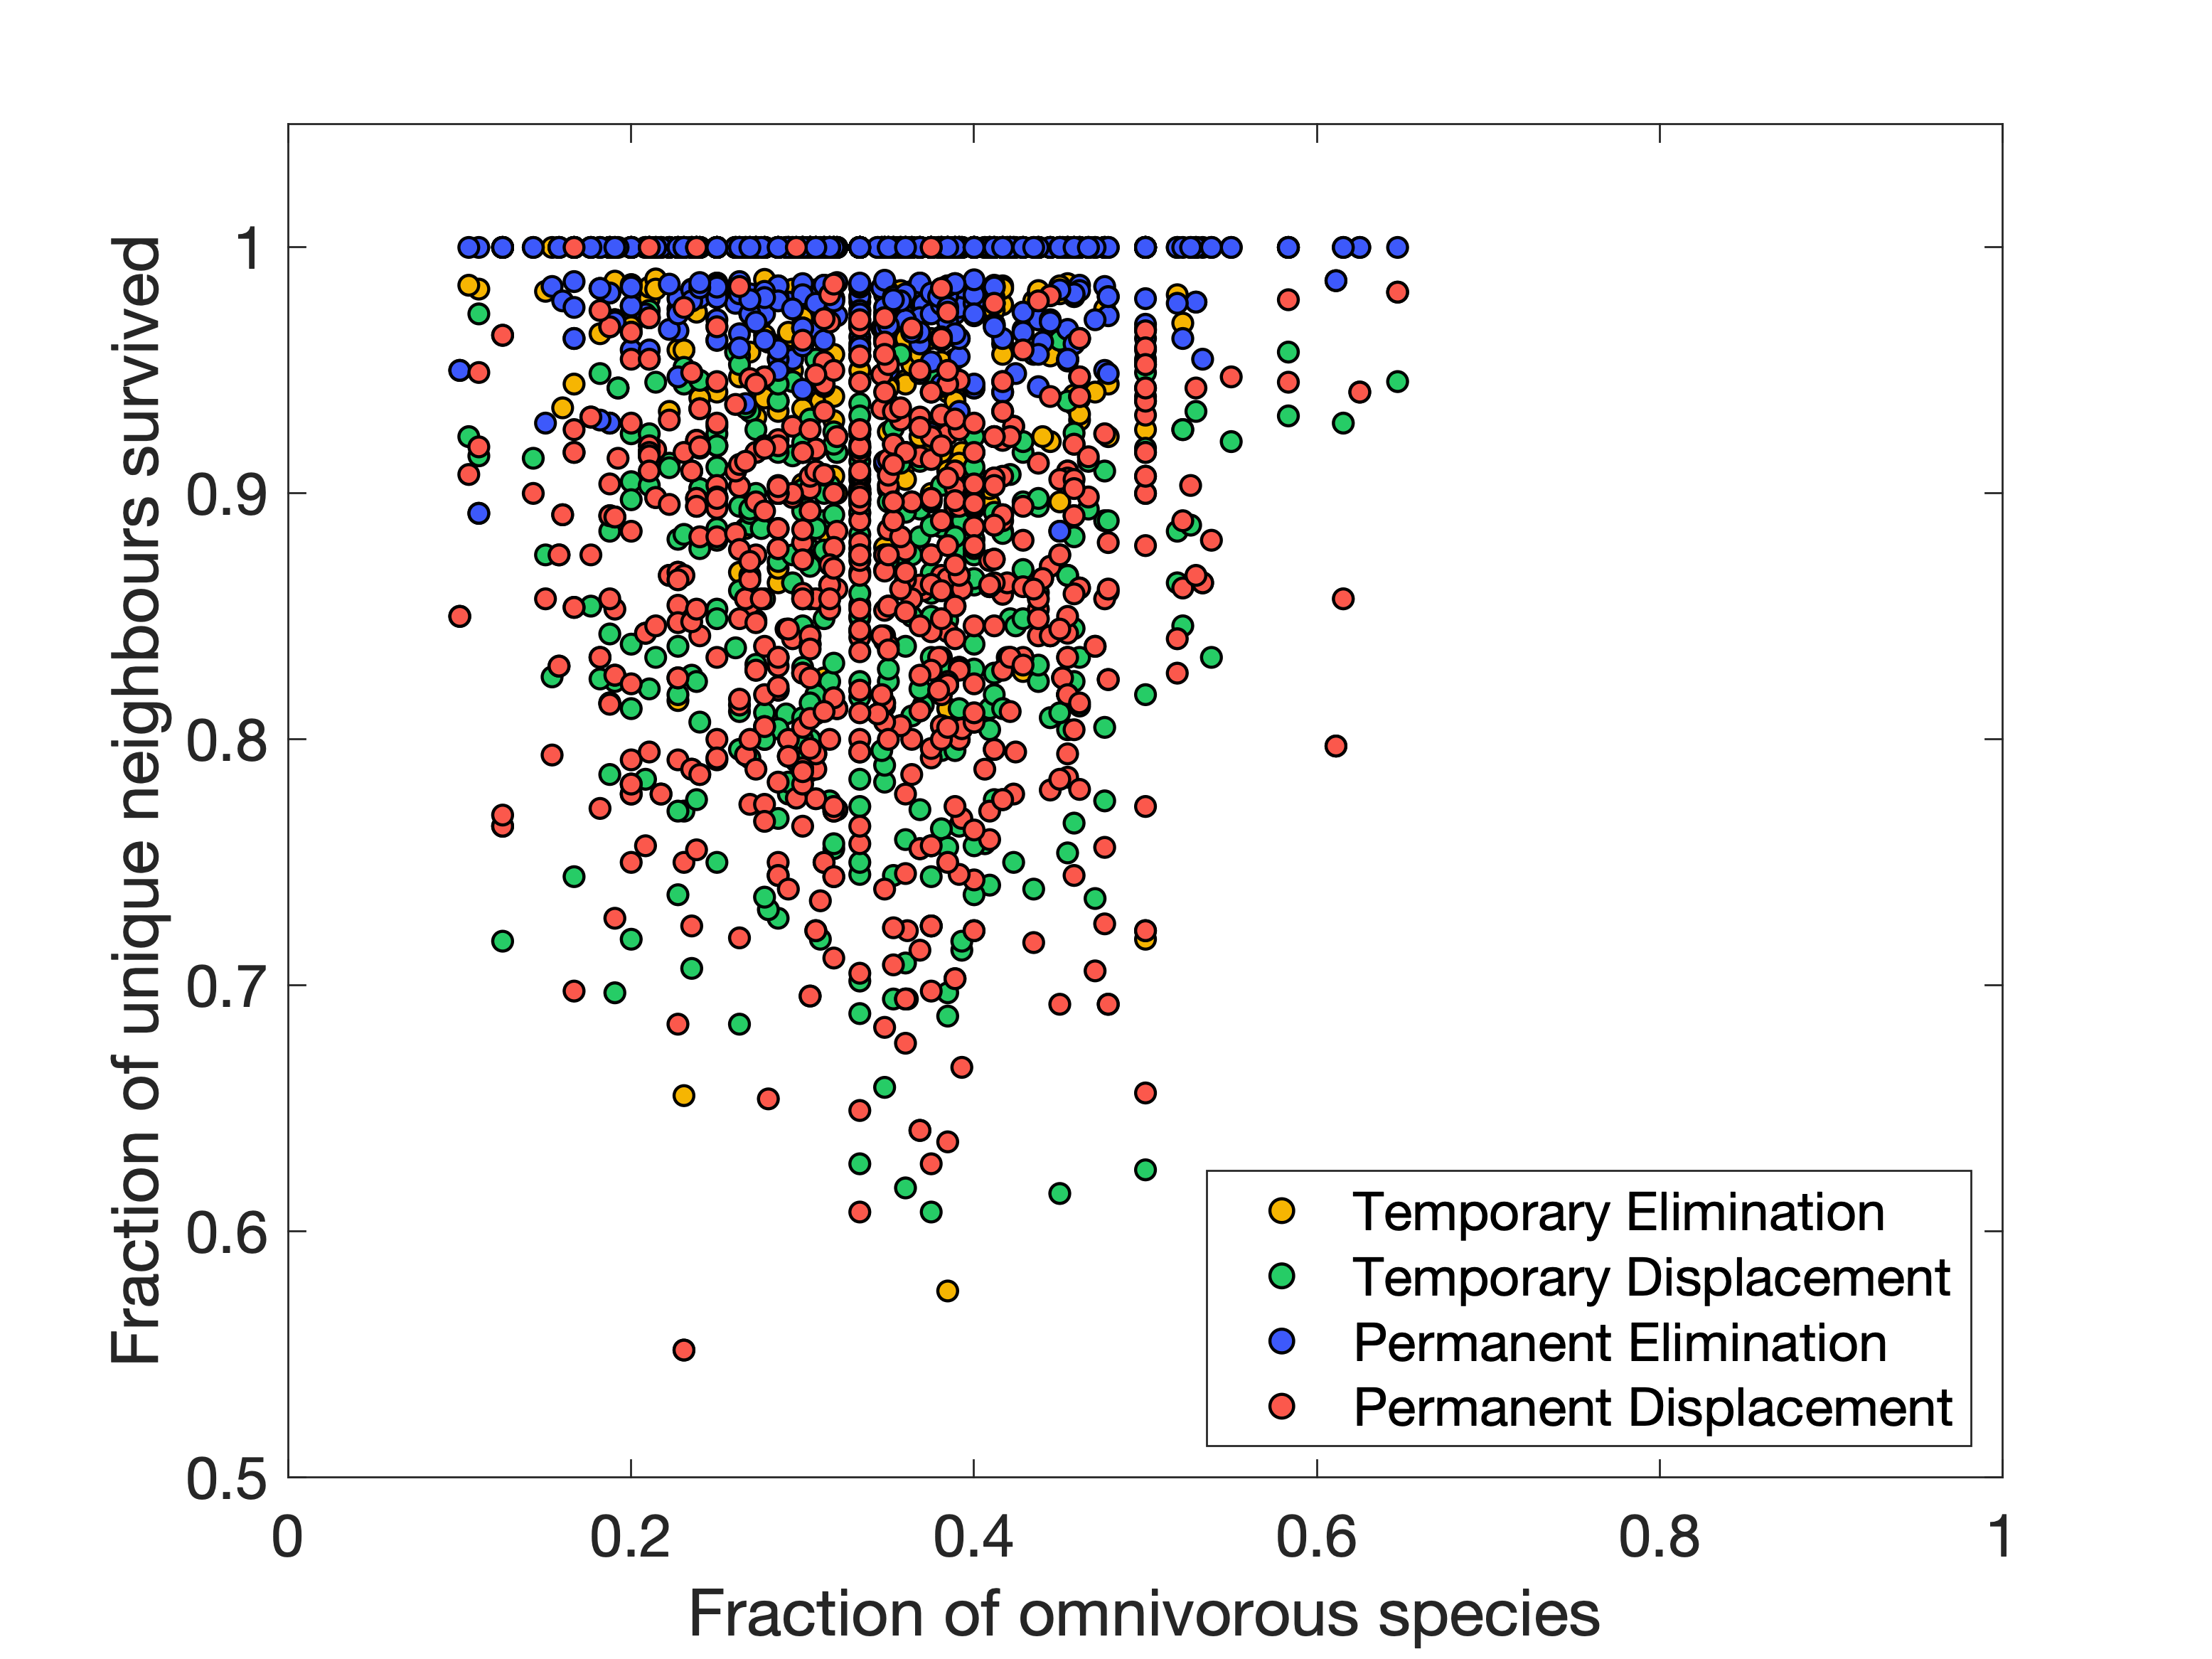 Fraction of unique neighbours survived
1
0.9
0.8
0.7
0.6
0.5
0
0.2
0.4
0.6
0.8
1
Fraction of omnivorous species
Temporary Elimination
Temporary Displacement
Permanent Elimination
Permanent Displacement